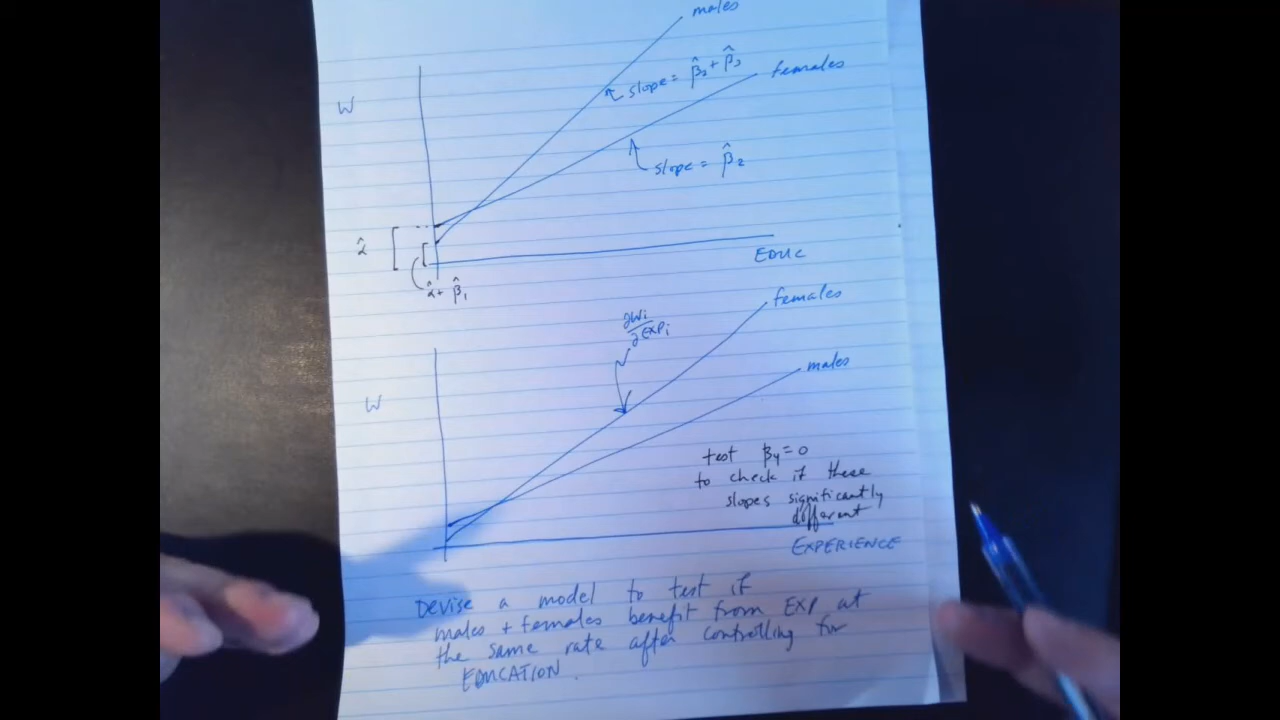 males
W
slope = β̂₂ + β̂₃
females
slope = β̂₂
α̂
EDUC
α̂ + β̂₁
females
∂Wi
∂EXPi
males
W
test β₄ = 0
to check if these
slopes significantly
different
EXPERIENCE
DEVISE a model to test if
males + females benefit from EXP at
the same rate after controlling for
EDUCATION.